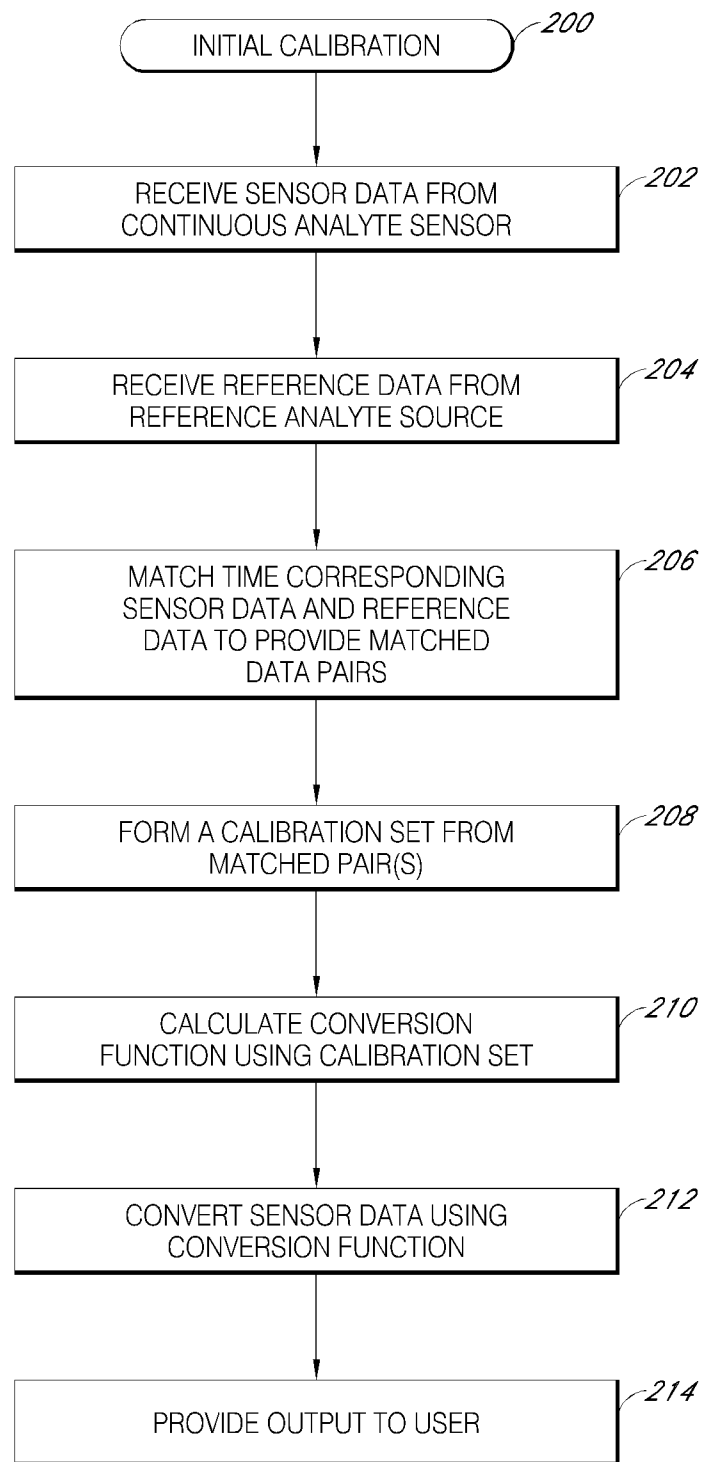 INITIAL CALIBRATION
200
RECEIVE SENSOR DATA FROM
CONTINUOUS ANALYTE SENSOR
202
RECEIVE REFERENCE DATA FROM
REFERENCE ANALYTE SOURCE
204
MATCH TIME CORRESPONDING
SENSOR DATA AND REFERENCE
DATA TO PROVIDE MATCHED
DATA PAIRS
206
FORM A CALIBRATION SET FROM
MATCHED PAIR(S)
208
CALCULATE CONVERSION
FUNCTION USING CALIBRATION SET
210
CONVERT SENSOR DATA USING
CONVERSION FUNCTION
212
PROVIDE OUTPUT TO USER
214